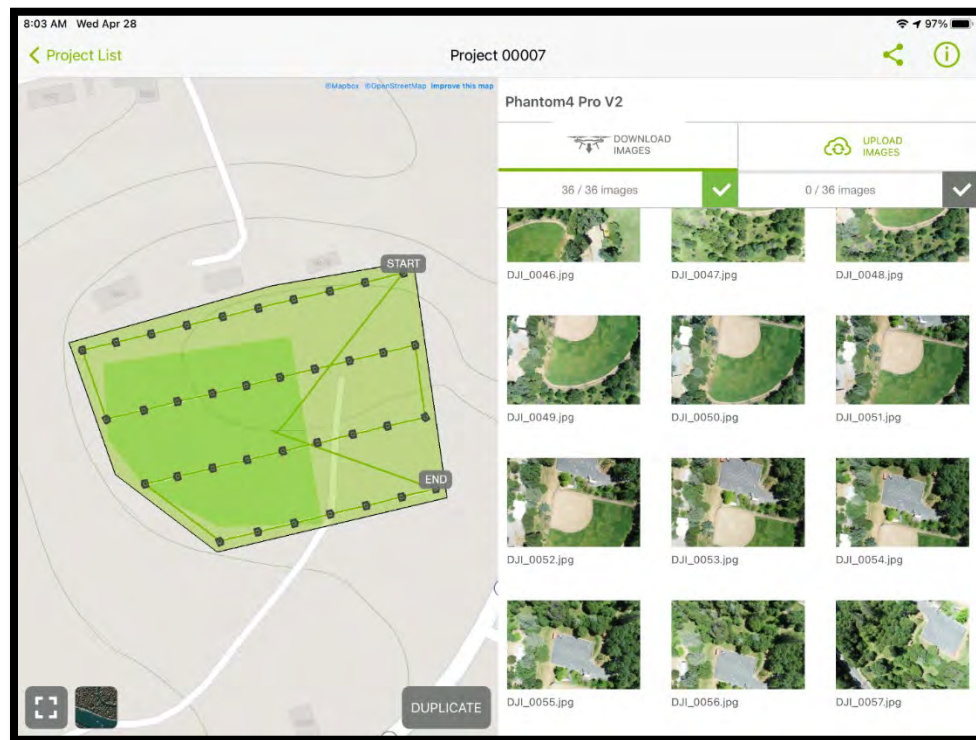 8:03 AM Wed Apr 28
97%
Project List
Project 00007
©Mapbox ©OpenStreetMap Improve this map
Phantom4 Pro V2
DOWNLOAD
IMAGES
UPLOAD
IMAGES
36 / 36 images
0 / 36 images
START
END
DUPLICATE
DJI_0046.jpg
DJI_0047.jpg
DJI_0048.jpg
DJI_0049.jpg
DJI_0050.jpg
DJI_0051.jpg
DJI_0052.jpg
DJI_0053.jpg
DJI_0054.jpg
DJI_0055.jpg
DJI_0056.jpg
DJI_0057.jpg